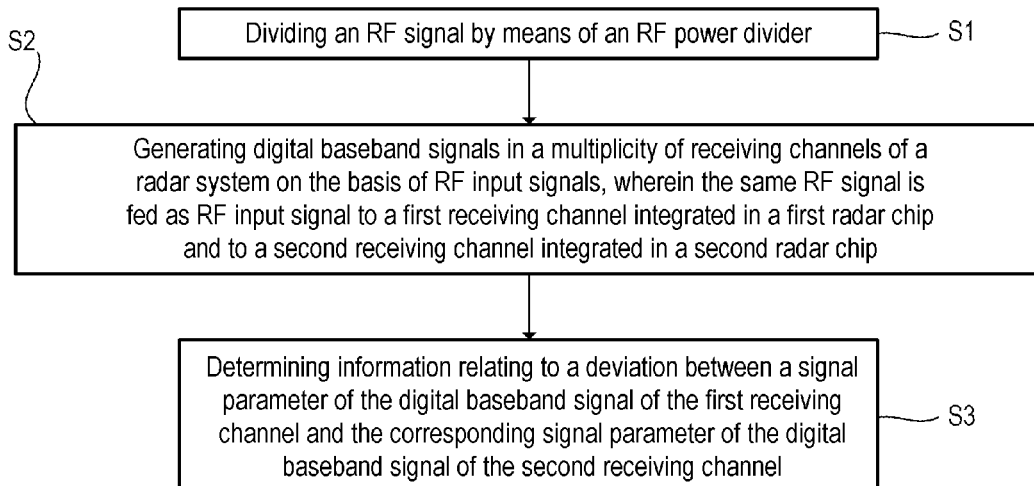 S2
Dividing an RF signal by means of an RF power divider
S1
Generating digital baseband signals in a multiplicity of receiving channels of a
radar system on the basis of RF input signals, wherein the same RF signal is
fed as RF input signal to a first receiving channel integrated in a first radar chip
and to a second receiving channel integrated in a second radar chip
Determining information relating to a deviation between a signal
parameter of the digital baseband signal of the first receiving
channel and the corresponding signal parameter of the digital
baseband signal of the second receiving channel
S3